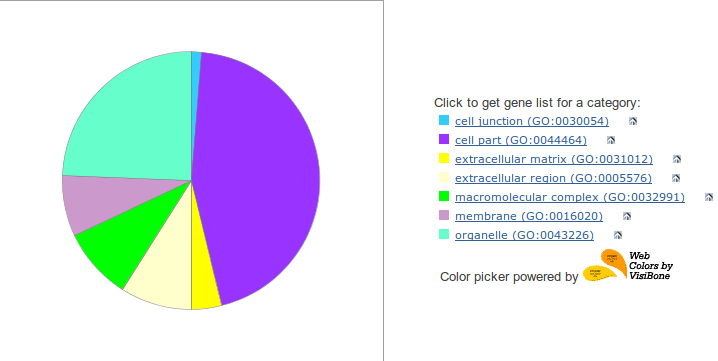 Click to get gene list for a category:
cell junction (GO:0030054)
cell part (GO:0044464)
extracellular matrix (GO:0031012)
extracellular region (GO:0005576)
macromolecular complex (GO:0032991)
membrane (GO:0016020)
organelle (GO:0043226)
Color picker powered by
Web
Colors by
VisiBone